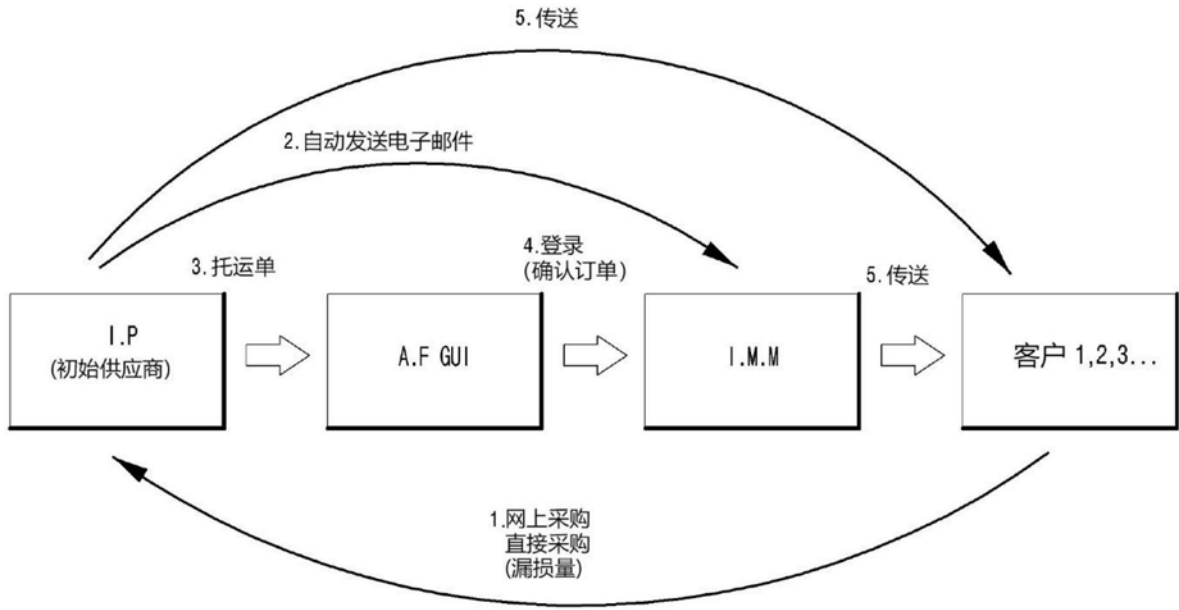 5.传送
2.自动发送电子邮件
3.托运单
4.登录
(确认订单)
5.传送
I.P
(初始供应商)
A.F GUI
I.M.M
客户 1,2,3...
1.网上采购
直接采购
(漏损量)